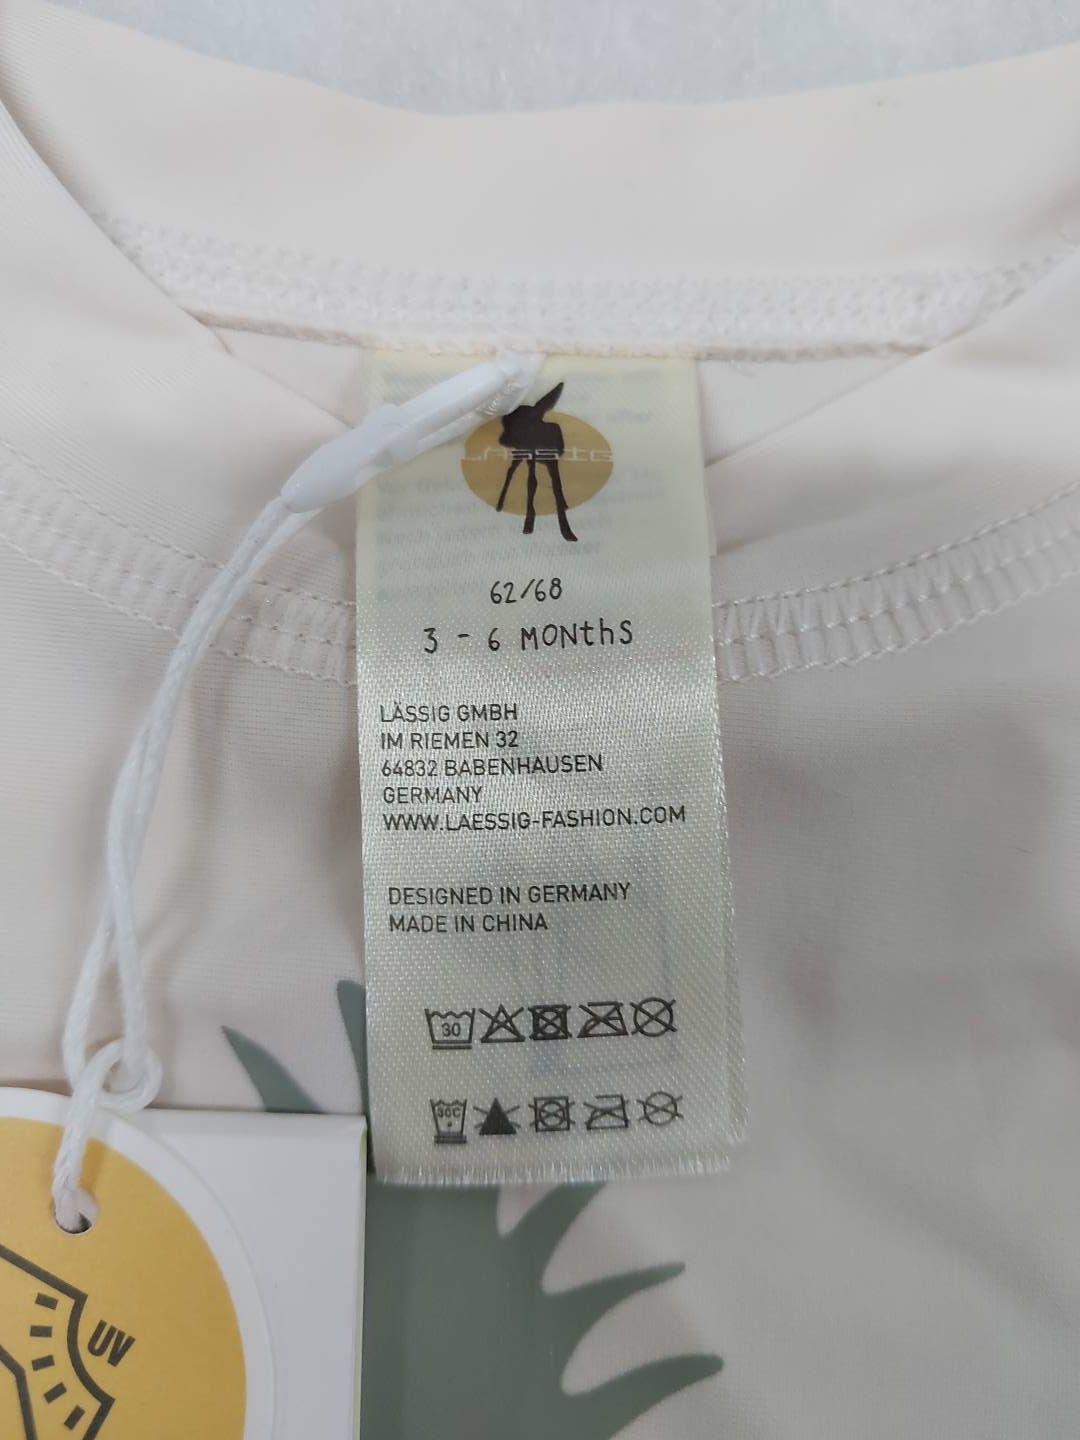 LÄSSIG
62/68
3 - 6 MONthS
LÄSSIG GMBH
IM RIEMEN 32
64832 BABENHAUSEN
GERMANY
WWW.LAESSIG-FASHION.COM
DESIGNED IN GERMANY
MADE IN CHINA
30
30C
UV